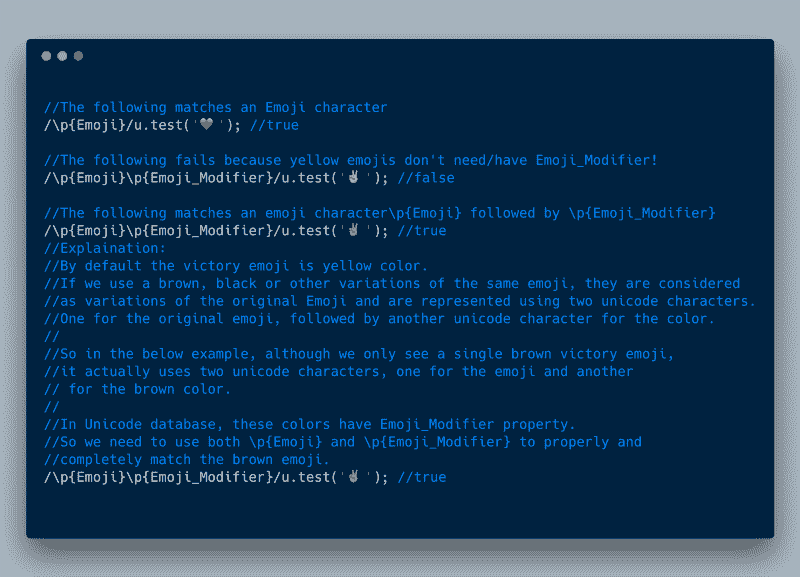 //The following matches an Emoji character
/\p{Emoji}/u.test('❤️'); //true
//The following fails because yellow emojis don't need/have Emoji_Modifier!
/\p{Emoji}\p{Emoji_Modifier}/u.test('✌️'); //false
//The following matches an emoji character\p{Emoji} followed by \p{Emoji_Modifier}
/\p{Emoji}\p{Emoji_Modifier}/u.test('✌🏽'); //true
//Explaination:
//By default the victory emoji is yellow color.
//If we use a brown, black or other variations of the same emoji, they are considered
//as variations of the original Emoji and are represented using two unicode characters.
//One for the original emoji, followed by another unicode character for the color.
//
//So in the below example, although we only see a single brown victory emoji,
//it actually uses two unicode characters, one for the emoji and another
// for the brown color.
//
//In Unicode database, these colors have Emoji_Modifier property.
//So we need to use both \p{Emoji} and \p{Emoji_Modifier} to properly and
//completely match the brown emoji.
/\p{Emoji}\p{Emoji_Modifier}/u.test('✌🏽'); //true